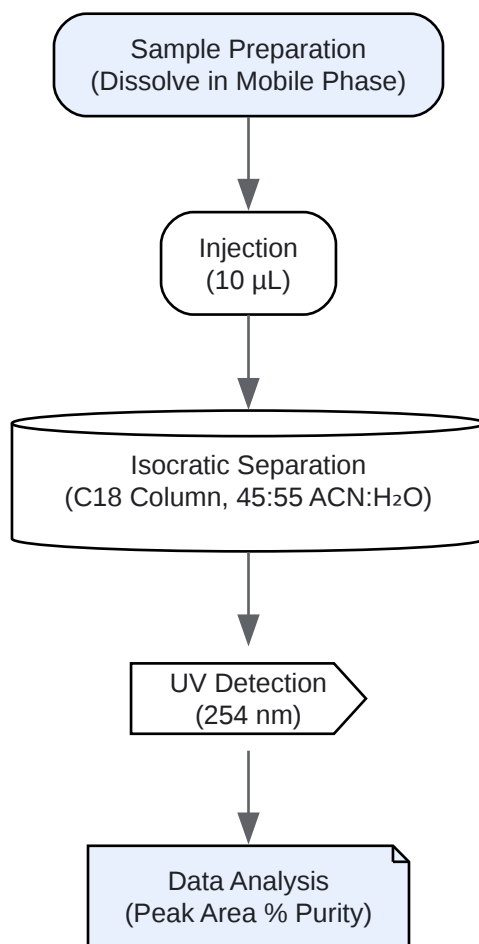 Sample Preparation
(Dissolve in Mobile Phase)
Injection
(10 µL)
Isocratic Separation
(C18 Column, 45:55 ACN:H₂O)
UV Detection
(254 nm)
Data Analysis
(Peak Area % Purity)